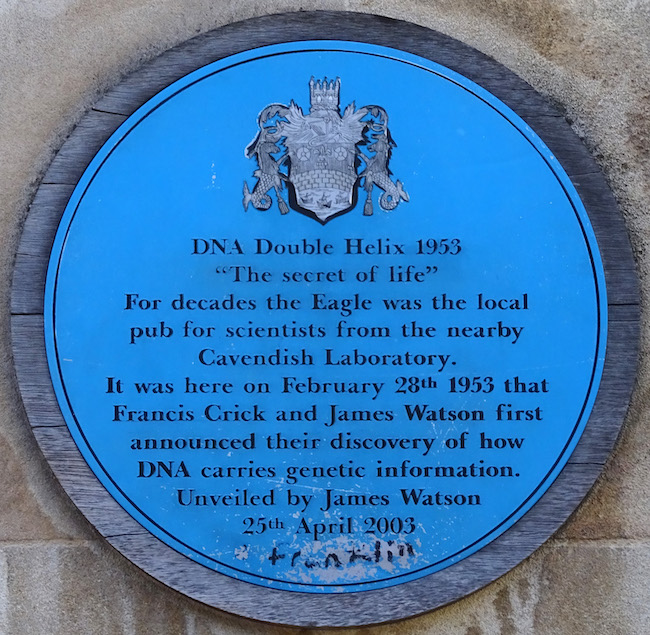 DNA Double Helix 1953
“The secret of life”
For decades the Eagle was the local
pub for scientists from the nearby
Cavendish Laboratory.
It was here on February 28th 1953 that
Francis Crick and James Watson first
announced their discovery of how
DNA carries genetic information.
Unveiled by James Watson
25th April 2003
+ franklin